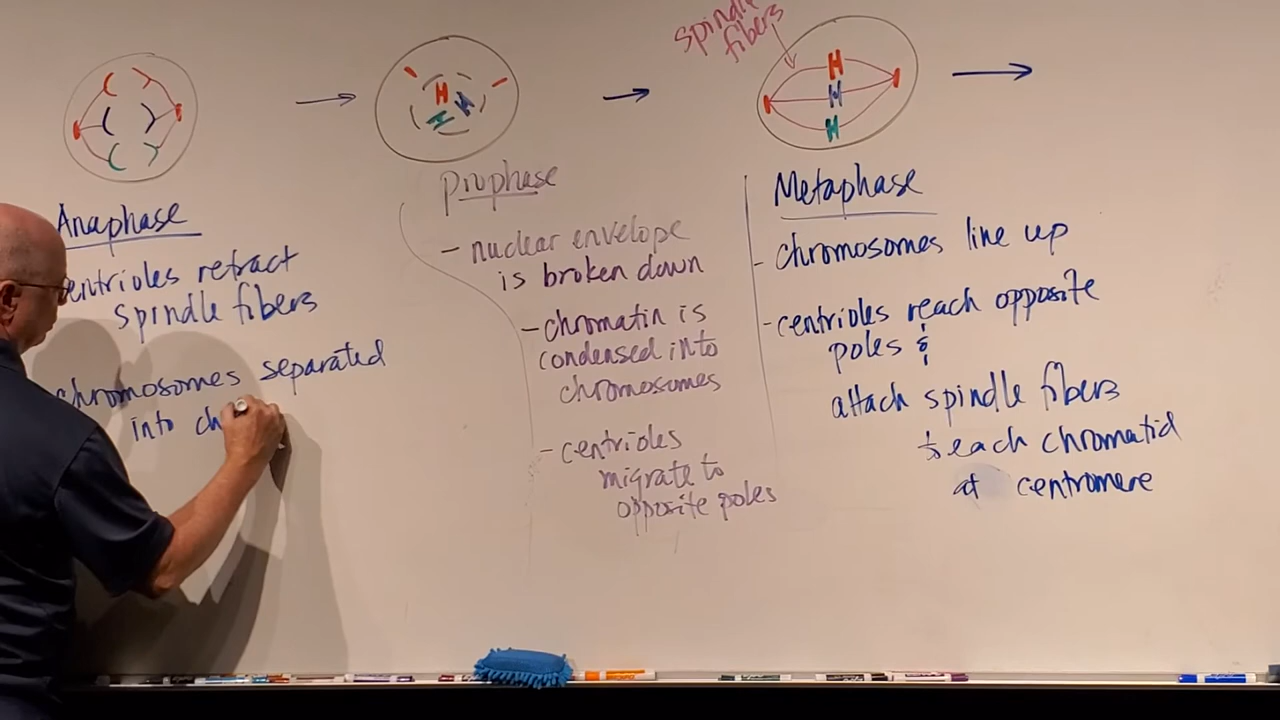 Anaphase
entrioles retract
spindle fibers
chromosomes separated
into ch
Prophase
- nuclear envelope
is broken down
- chromatin is
condensed into
chromosomes
- centrioles
migrate to
opposite poles
spindle
fibers
Metaphase
- chromosomes line up
- centrioles reach opposite
poles &
attach spindle fibers
to each chromatid
at centromere